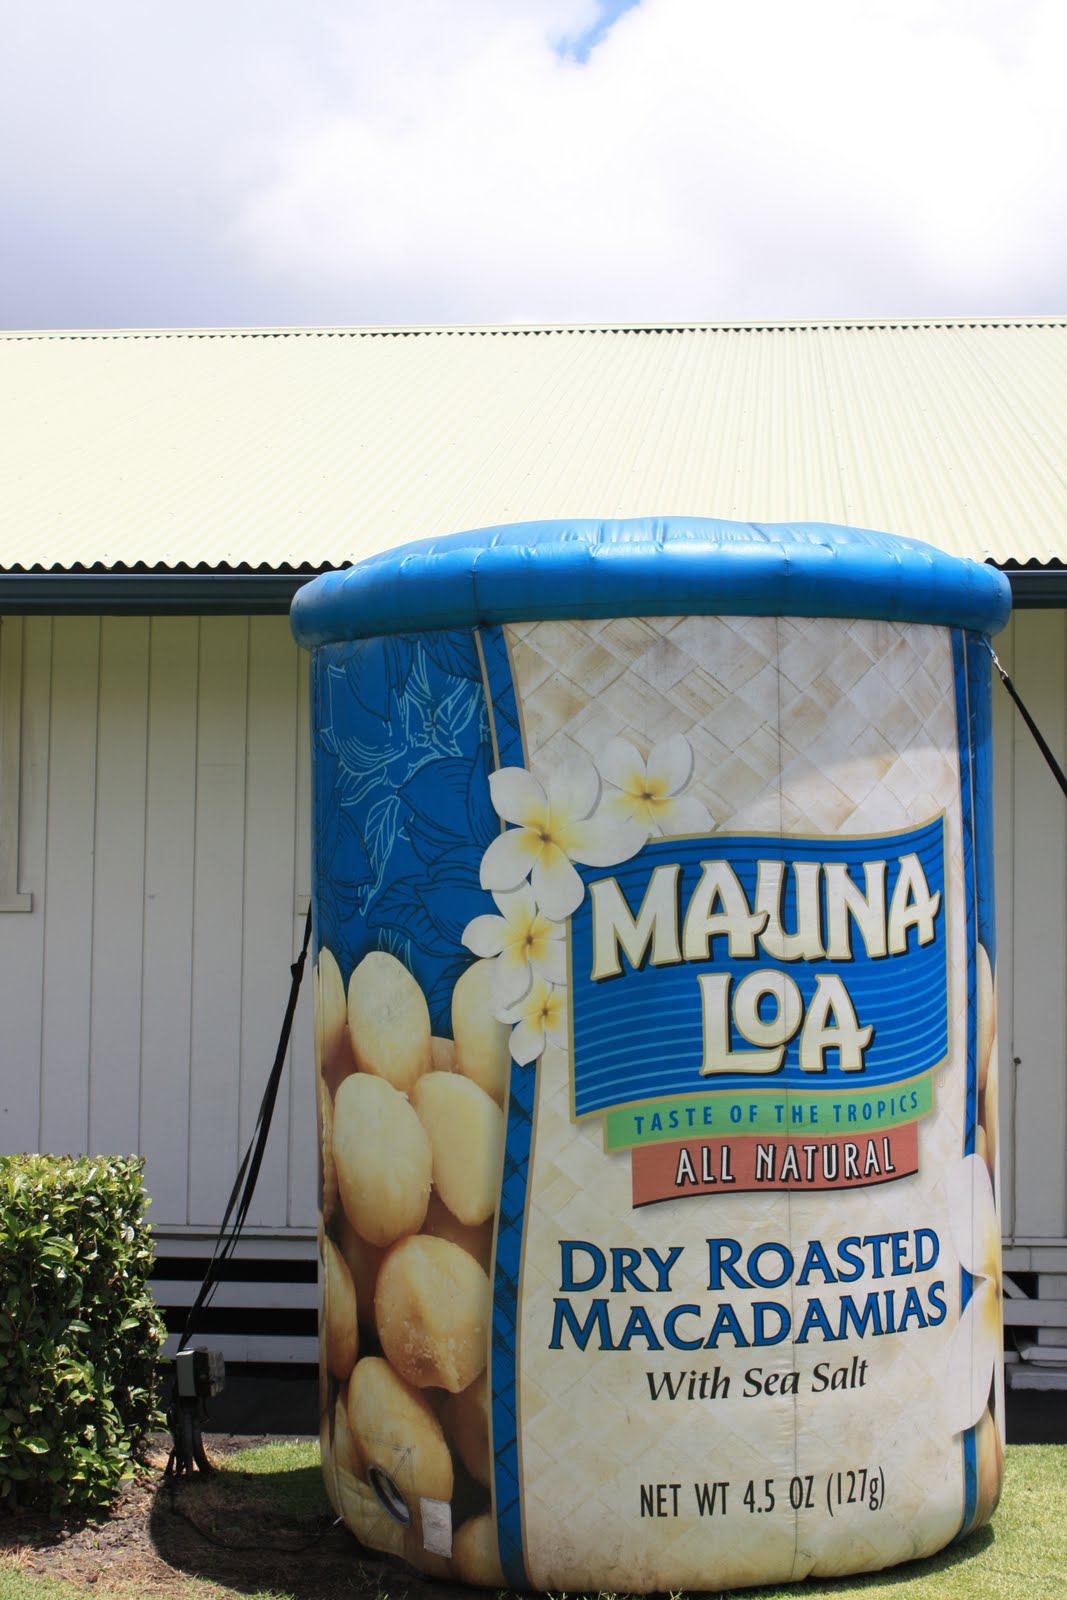 MAUNA
LOA
TASTE OF THE TROPICS
ALL NATURAL
DRY ROASTED
MACADAMIAS
With Sea Salt
NET WT 4.5 OZ (127g)